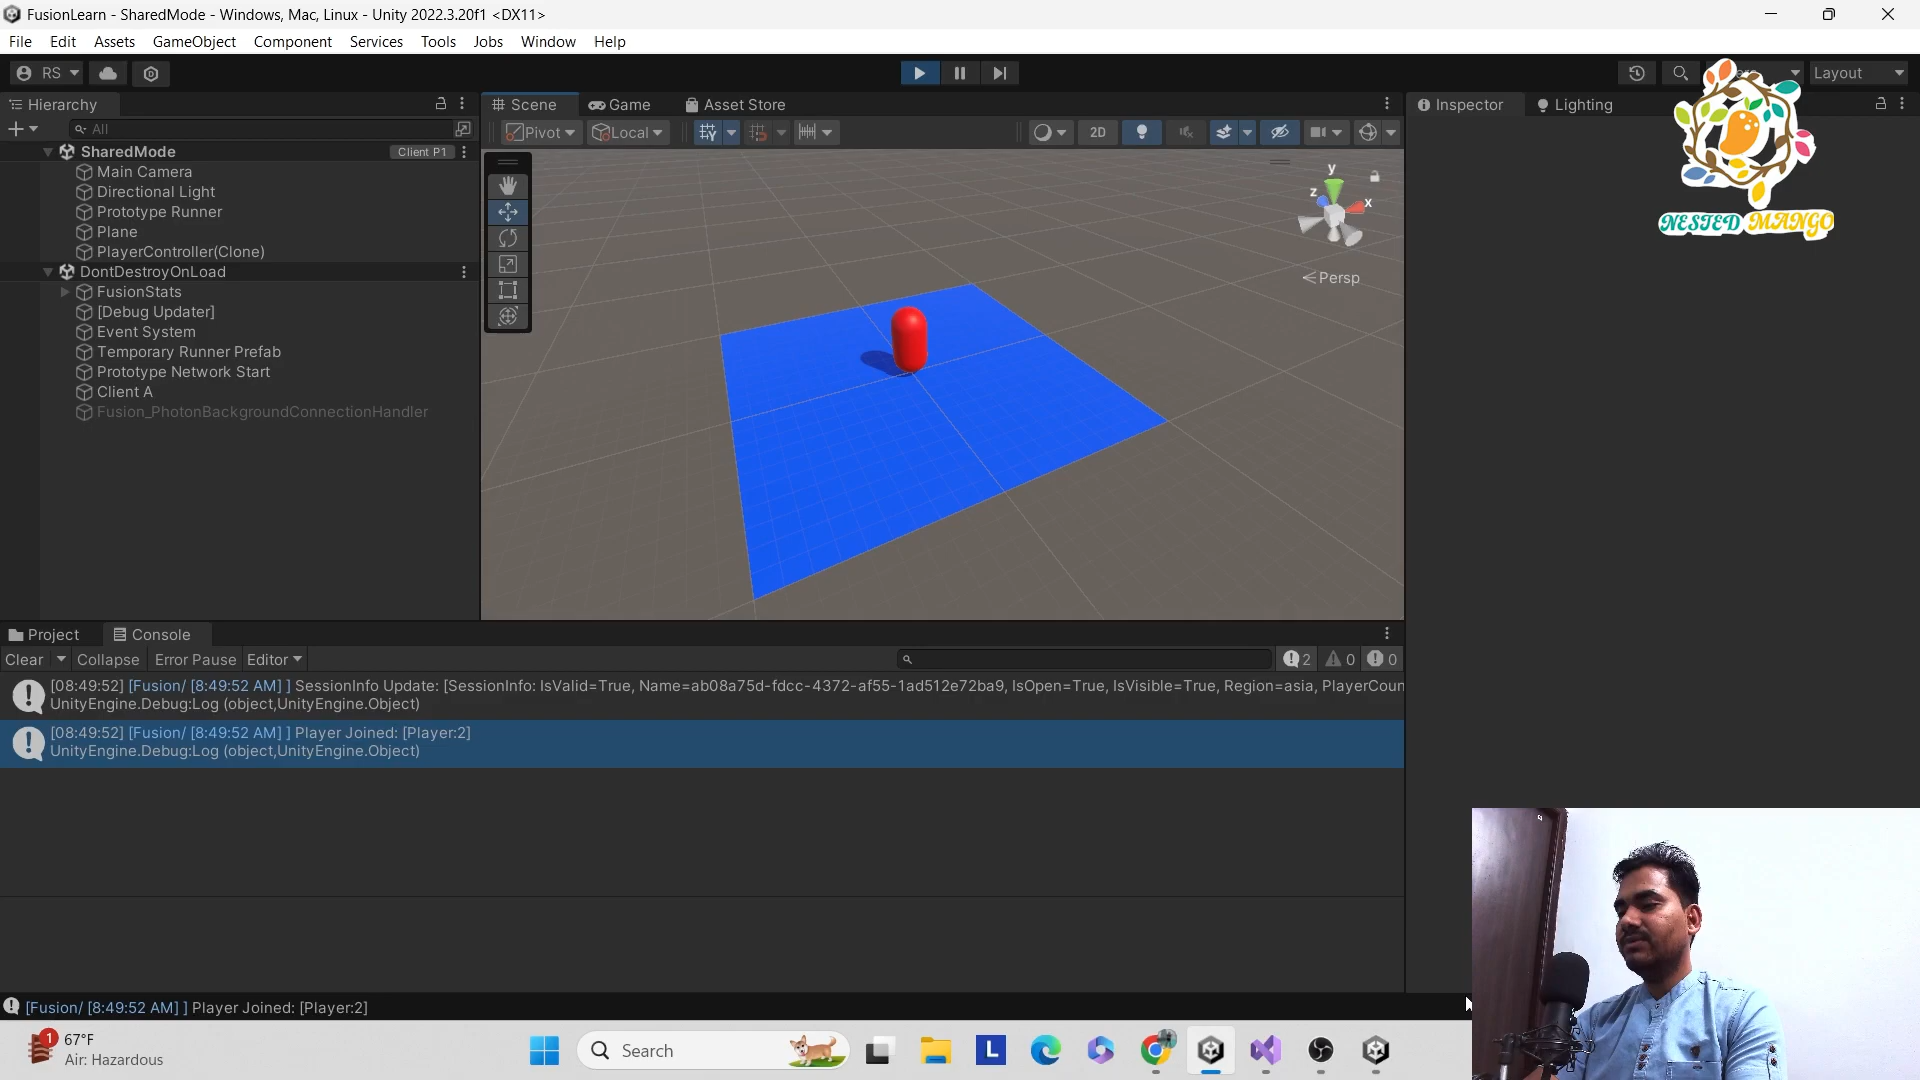 FusionLearn - SharedMode - Windows, Mac, Linux - Unity 2022.3.20f1 <DX11>
File Edit Assets GameObject Component Services Tools Jobs Window Help
RS
Layout
Hierarchy
Scene Game Asset Store
Inspector Lighting
All
Pivot Local 2D
SharedMode Client P1
Main Camera
Directional Light
Prototype Runner
Plane
PlayerController(Clone)
DontDestroyOnLoad
FusionStats
[Debug Updater]
Event System
Temporary Runner Prefab
Prototype Network Start
Client A
Fusion_PhotonBackgroundConnectionHandler
y
z
x
Persp
NESTED MANGO
Project Console
Clear Collapse Error Pause Editor 2 0 0
[08:49:52] [Fusion/ [8:49:52 AM] ] SessionInfo Update: [SessionInfo: IsValid=True, Name=ab08a75d-fdcc-4372-af55-1ad512e72ba9, IsOpen=True, IsVisible=True, Region=asia, PlayerCoun
UnityEngine.Debug:Log (object,UnityEngine.Object)
[08:49:52] [Fusion/ [8:49:52 AM] ] Player Joined: [Player:2]
UnityEngine.Debug:Log (object,UnityEngine.Object)
[Fusion/ [8:49:52 AM] ] Player Joined: [Player:2]
1
67°F
Air: Hazardous
Search
L